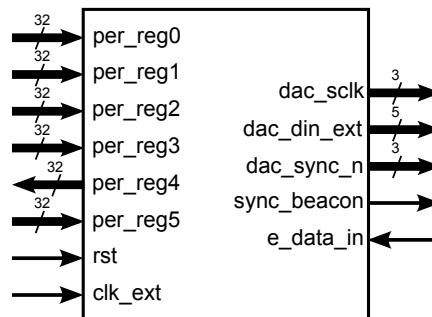 32 per_reg0
32 per_reg1
32 per_reg2
32 per_reg3
32 per_reg4
32 per_reg5
rst
clk_ext
dac_sclk 3
dac_din_ext 5
dac_sync_n 3
sync_beacon
e_data_in